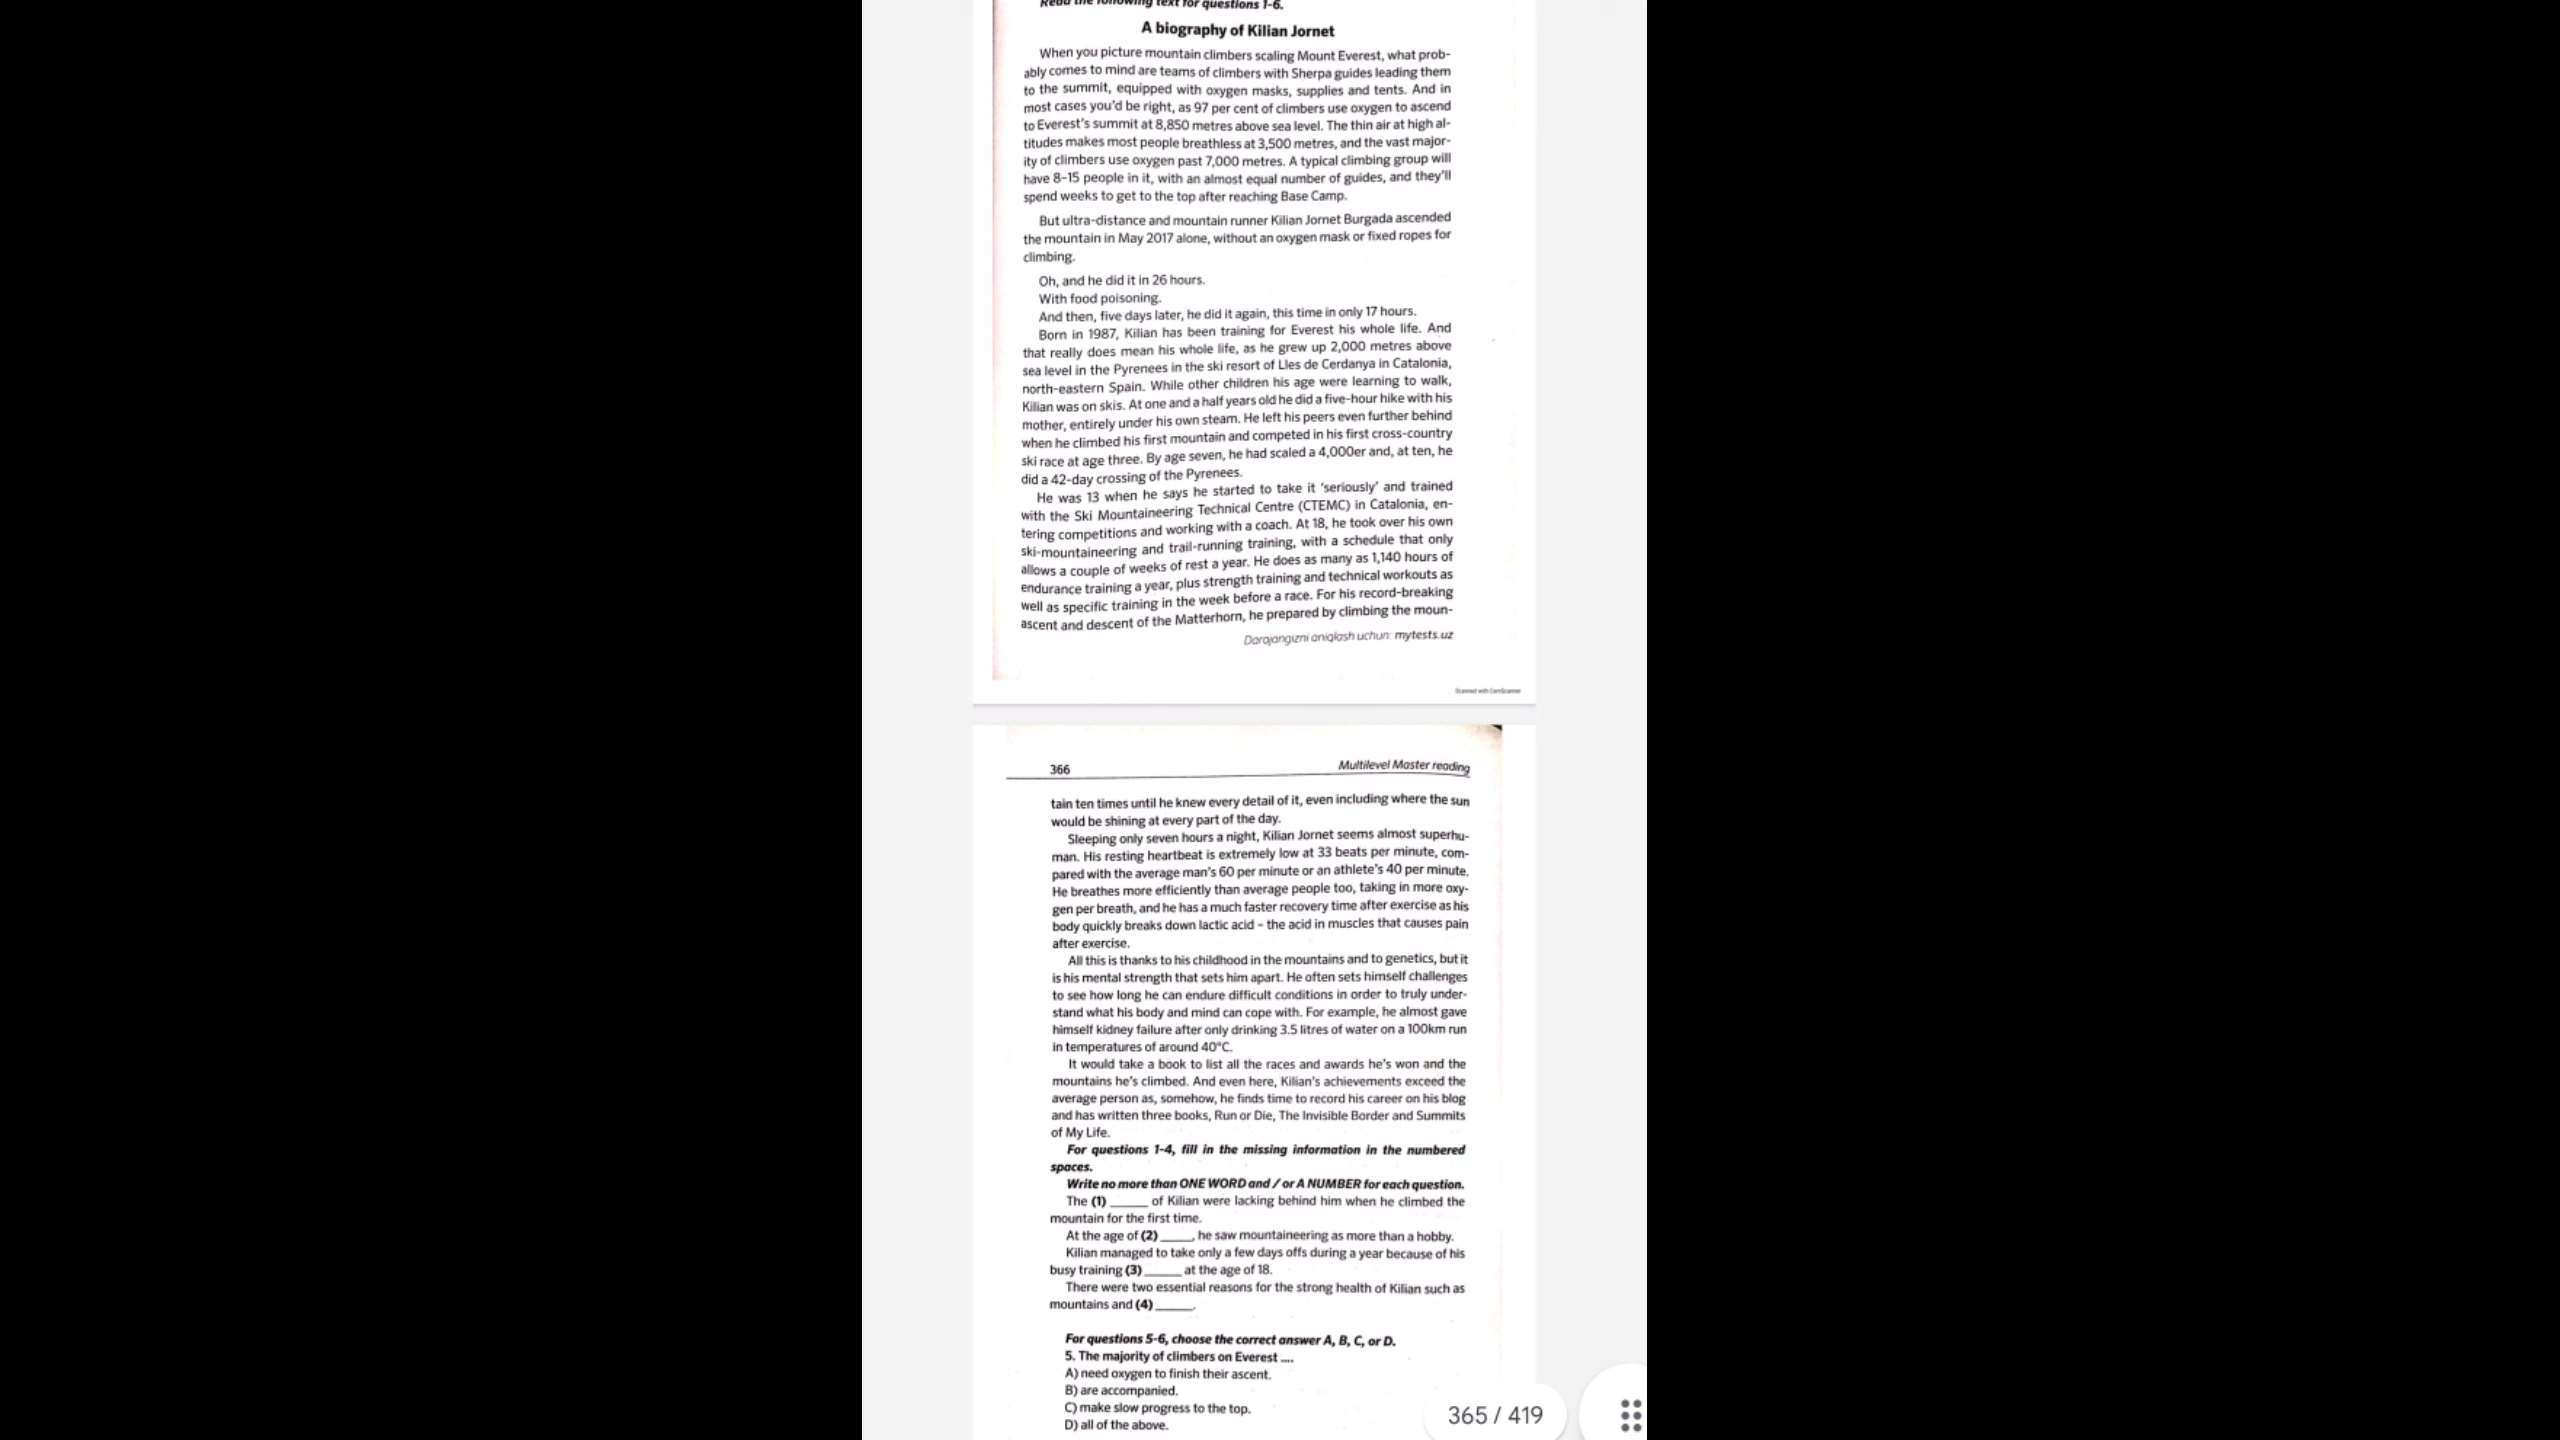 Read the following text for questions 1-6.
A biography of Kilian Jornet
When you picture mountain climbers scaling Mount Everest, what prob-
ably comes to mind are teams of climbers with Sherpa guides leading them
to the summit, equipped with oxygen masks, supplies and tents. And in
most cases you'd be right, as 97 per cent of climbers use oxygen to ascend
to Everest's summit at 8,850 metres above sea level. The thin air at high al-
titudes makes most people breathless at 3,500 metres, and the vast major-
ity of climbers use oxygen past 7,000 metres. A typical climbing group will
have 8–15 people in it, with an almost equal number of guides, and they'll
spend weeks to get to the top after reaching Base Camp.
But ultra-distance and mountain runner Kilian Jornet Burgada ascended
the mountain in May 2017 alone, without an oxygen mask or fixed ropes for
climbing.
Oh, and he did it in 26 hours.
With food poisoning.
And then, five days later, he did it again, this time in only 17 hours.
Born in 1987, Kilian has been training for Everest his whole life. And
that really does mean his whole life, as he grew up 2,000 metres above
sea level in the Pyrenees in the ski resort of Lles de Cerdanya in Catalonia,
north-eastern Spain. While other children his age were learning to walk,
Kilian was on skis. At one and a half years old he did a five-hour hike with his
mother, entirely under his own steam. He left his peers even further behind
when he climbed his first mountain and competed in his first cross-country
ski race at age three. By age seven, he had scaled a 4,000er and, at ten, he
did a 42-day crossing of the Pyrenees.
He was 13 when he says he started to take it 'seriously' and trained
with the Ski Mountaineering Technical Centre (CTEMC) in Catalonia, en-
tering competitions and working with a coach. At 18, he took over his own
ski-mountaineering and trail-running training, with a schedule that only
allows a couple of weeks of rest a year. He does as many as 1,140 hours of
endurance training a year, plus strength training and technical workouts as
well as specific training in the week before a race. For his record-breaking
ascent and descent of the Matterhorn, he prepared by climbing the moun-
Darajangizni aniqlash uchun: mytests.uz
Scanned with CamScanner
366 Multilevel Master reading
tain ten times until he knew every detail of it, even including where the sun
would be shining at every part of the day.
Sleeping only seven hours a night, Kilian Jornet seems almost superhu-
man. His resting heartbeat is extremely low at 33 beats per minute, com-
pared with the average man's 60 per minute or an athlete's 40 per minute.
He breathes more efficiently than average people too, taking in more oxy-
gen per breath, and he has a much faster recovery time after exercise as his
body quickly breaks down lactic acid – the acid in muscles that causes pain
after exercise.
All this is thanks to his childhood in the mountains and to genetics, but it
is his mental strength that sets him apart. He often sets himself challenges
to see how long he can endure difficult conditions in order to truly under-
stand what his body and mind can cope with. For example, he almost gave
himself kidney failure after only drinking 3.5 litres of water on a 100km run
in temperatures of around 40°C.
It would take a book to list all the races and awards he's won and the
mountains he's climbed. And even here, Kilian's achievements exceed the
average person as, somehow, he finds time to record his career on his blog
and has written three books, Run or Die, The Invisible Border and Summits
of My Life.
For questions 1-4, fill in the missing information in the numbered
spaces.
Write no more than ONE WORD and / or A NUMBER for each question.
The (1) _____ of Kilian were lacking behind him when he climbed the
mountain for the first time.
At the age of (2) ____, he saw mountaineering as more than a hobby.
Kilian managed to take only a few days offs during a year because of his
busy training (3) _____ at the age of 18.
There were two essential reasons for the strong health of Kilian such as
mountains and (4) _____.
For questions 5-6, choose the correct answer A, B, C, or D.
5. The majority of climbers on Everest ....
A) need oxygen to finish their ascent.
B) are accompanied.
C) make slow progress to the top.
D) all of the above.
365 / 419